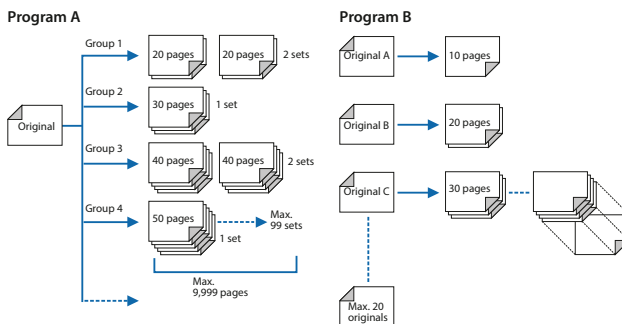 Program A
Group 1
20 pages
20 pages
2 sets
Group 2
30 pages
1 set
Original
Group 3
40 pages
40 pages
2 sets
Group 4
50 pages
1 set
Max.
99 sets
Max.
9,999 pages
Program B
Original A
10 pages
Original B
20 pages
Original C
30 pages
Max. 20
originals